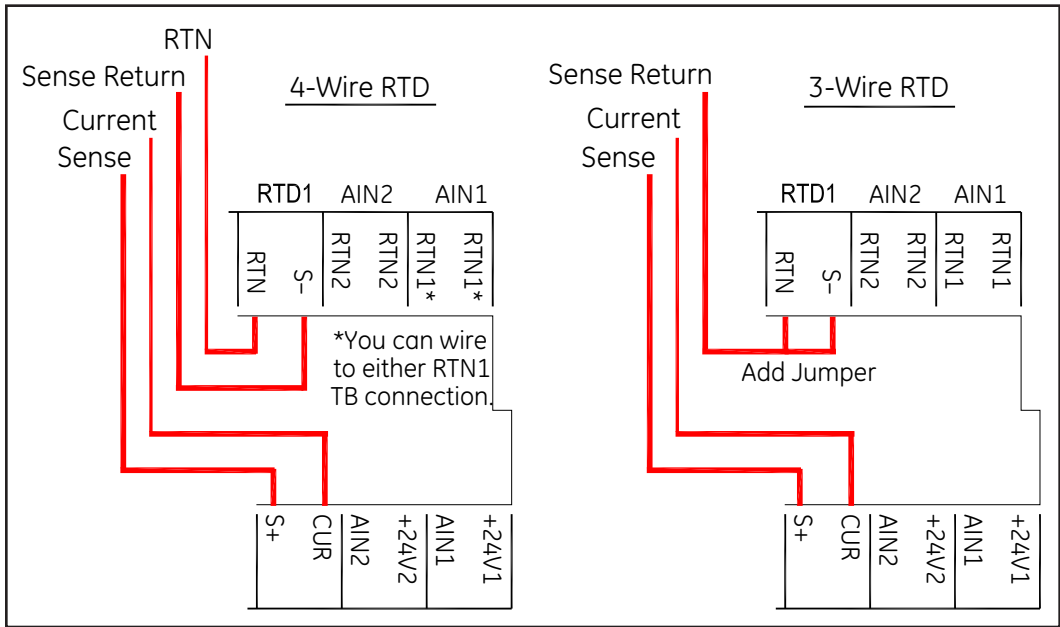 RTN
Sense Return
4-Wire RTD
Current
Sense
RTD1 AIN2 AIN1
RTN S- RTN2 RTN2 RTN1* RTN1*
*You can wire
to either RTN1
TB connection.
S+ CUR AIN2 +24V2 AIN1 +24V1
Sense Return
3-Wire RTD
Current
Sense
RTD1 AIN2 AIN1
RTN S- RTN2 RTN2 RTN1 RTN1
Add Jumper
S+ CUR AIN2 +24V2 AIN1 +24V1